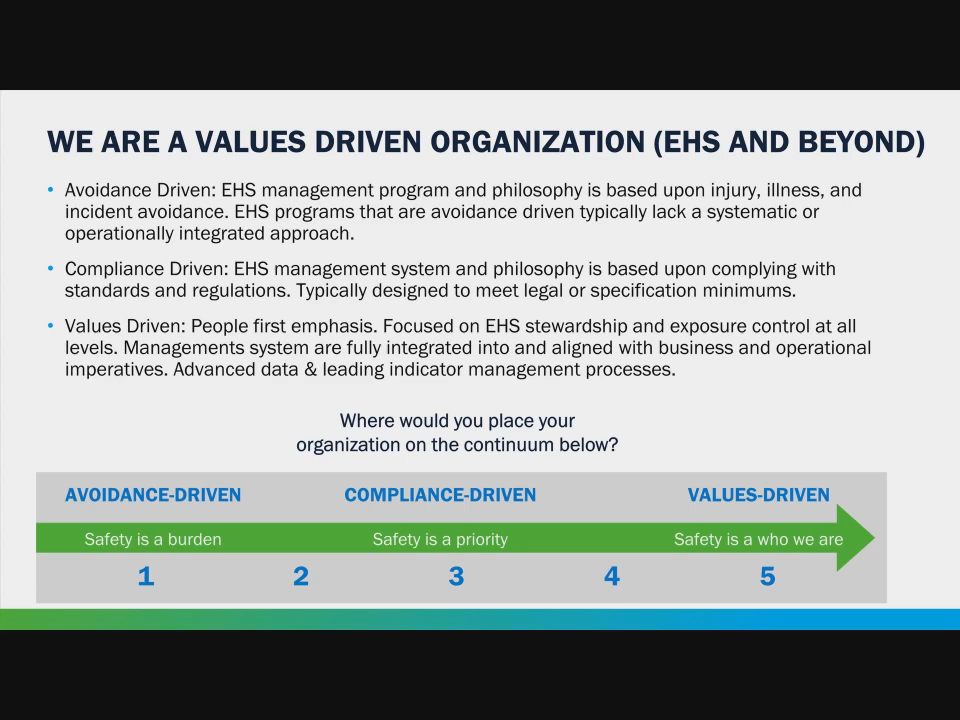 WE ARE A VALUES DRIVEN ORGANIZATION (EHS AND BEYOND)
• Avoidance Driven: EHS management program and philosophy is based upon injury, illness, and
incident avoidance. EHS programs that are avoidance driven typically lack a systematic or
operationally integrated approach.
• Compliance Driven: EHS management system and philosophy is based upon complying with
standards and regulations. Typically designed to meet legal or specification minimums.
• Values Driven: People first emphasis. Focused on EHS stewardship and exposure control at all
levels. Managements system are fully integrated into and aligned with business and operational
imperatives. Advanced data & leading indicator management processes.
Where would you place your
organization on the continuum below?
AVOIDANCE-DRIVEN COMPLIANCE-DRIVEN VALUES-DRIVEN
Safety is a burden Safety is a priority Safety is a who we are
1 2 3 4 5